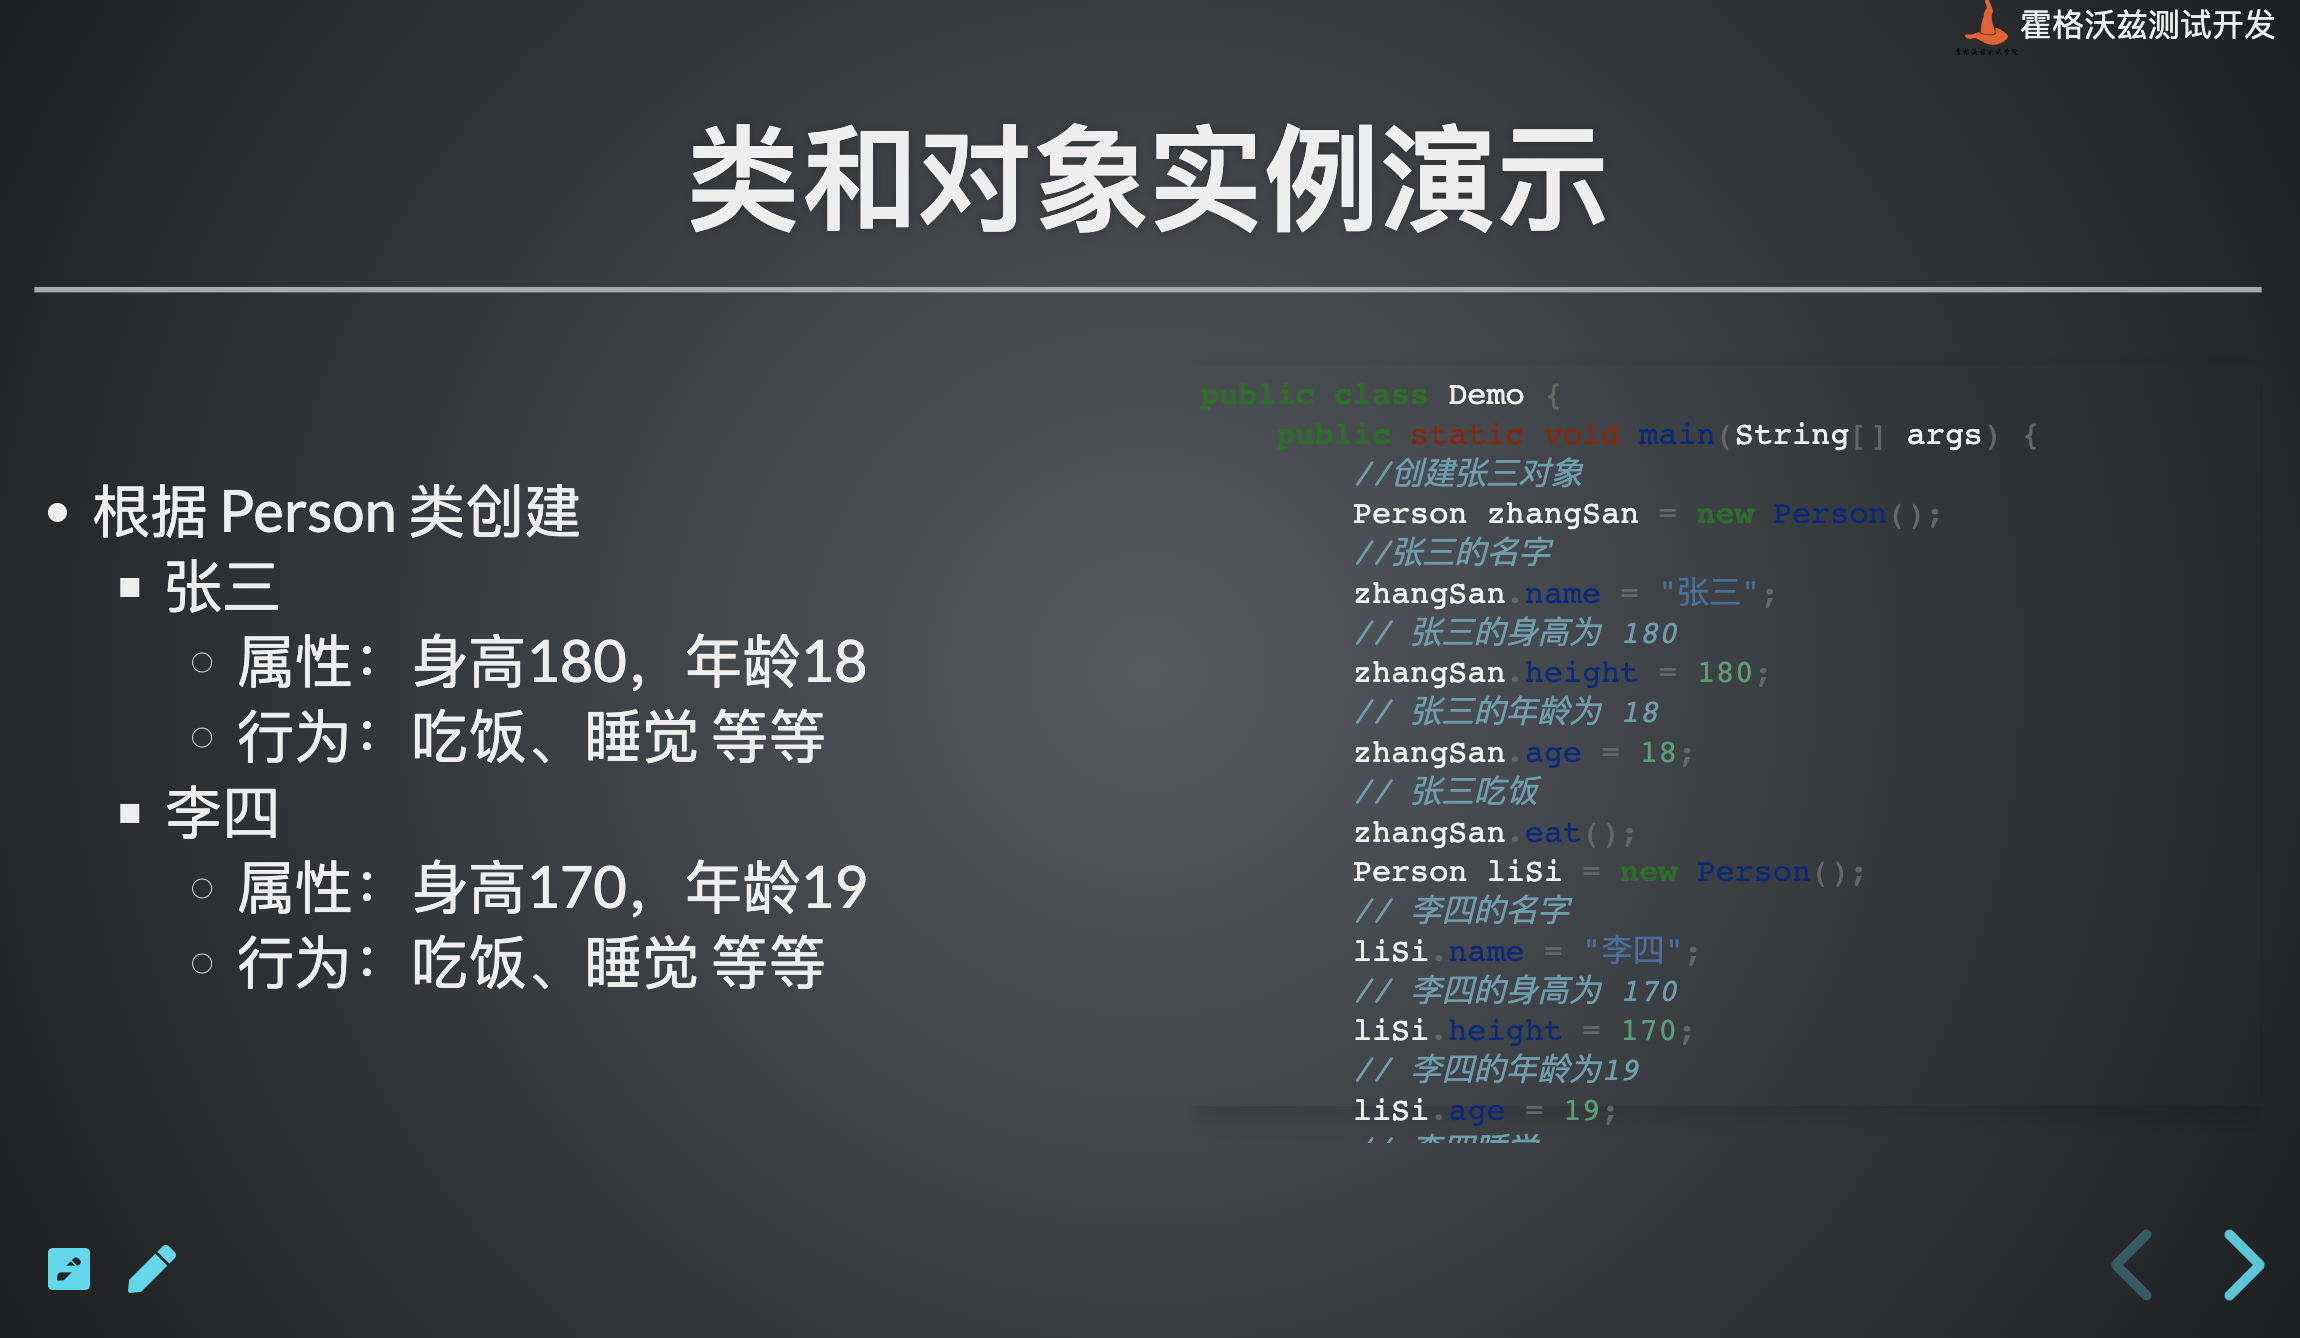 霍格沃兹测试开发
类和对象实例演示
• 根据 Person 类创建
▪ 张三
○ 属性：身高180，年龄18
○ 行为：吃饭、睡觉 等等
▪ 李四
○ 属性：身高170，年龄19
○ 行为：吃饭、睡觉 等等
public class Demo {
    public static void main(String[] args) {
        //创建张三对象
        Person zhangSan = new Person();
        //张三的名字
        zhangSan.name = "张三";
        // 张三的身高为 180
        zhangSan.height = 180;
        // 张三的年龄为 18
        zhangSan.age = 18;
        // 张三吃饭
        zhangSan.eat();
        Person liSi = new Person();
        // 李四的名字
        liSi.name = "李四";
        // 李四的身高为 170
        liSi.height = 170;
        // 李四的年龄为19
        liSi.age = 19;